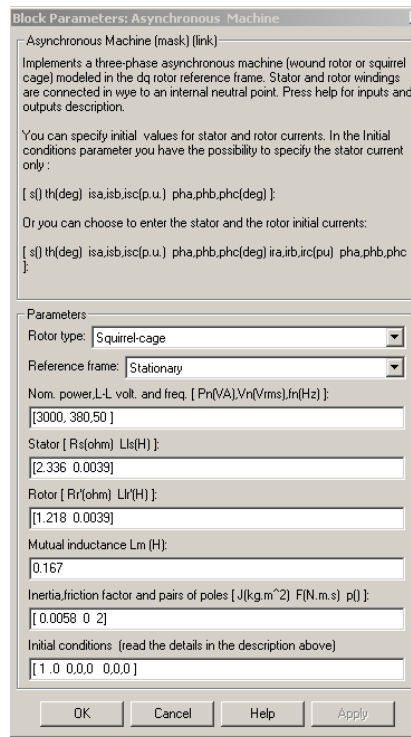 Block Parameters: Asynchronous Machine
Asynchronous Machine (mask) (link)
Implements a three-phase asynchronous machine (wound rotor or squirrel
cage) modeled in the dq rotor reference frame. Stator and rotor windings
are connected in wye to an internal neutral point. Press help for inputs and
outputs description.
You can specify initial values for stator and rotor currents. In the Initial
conditions parameter you have the possibility to specify the stator current
only :
[ s() th(deg) isa,isb,isc(p.u.) pha,phb,phc(deg) ]:
Or you can choose to enter the stator and the rotor initial currents:
[ s() th(deg) isa,isb,isc(p.u.) pha,phb,phc(deg) ira,irb,irc(pu) pha,phb,phc
]:
Parameters
Rotor type: Squirrel-cage
Reference frame: Stationary
Nom. power,L-L volt. and freq. [ Pn(VA),Vn(Vrms),fn(Hz) ]:
[3000, 380,50 ]
Stator [ Rs(ohm) Lls(H) ]:
[2.336 0.0039]
Rotor [ Rr'(ohm) Llr'(H) ]:
[1.218 0.0039]
Mutual inductance Lm (H):
0.167
Inertia,friction factor and pairs of poles [ J(kg.m^2) F(N.m.s) p() ]:
[ 0.0058 0 2]
Initial conditions (read the details in the description above)
[ 1 .0 0,0,0 0,0,0 ]
OK Cancel Help Apply